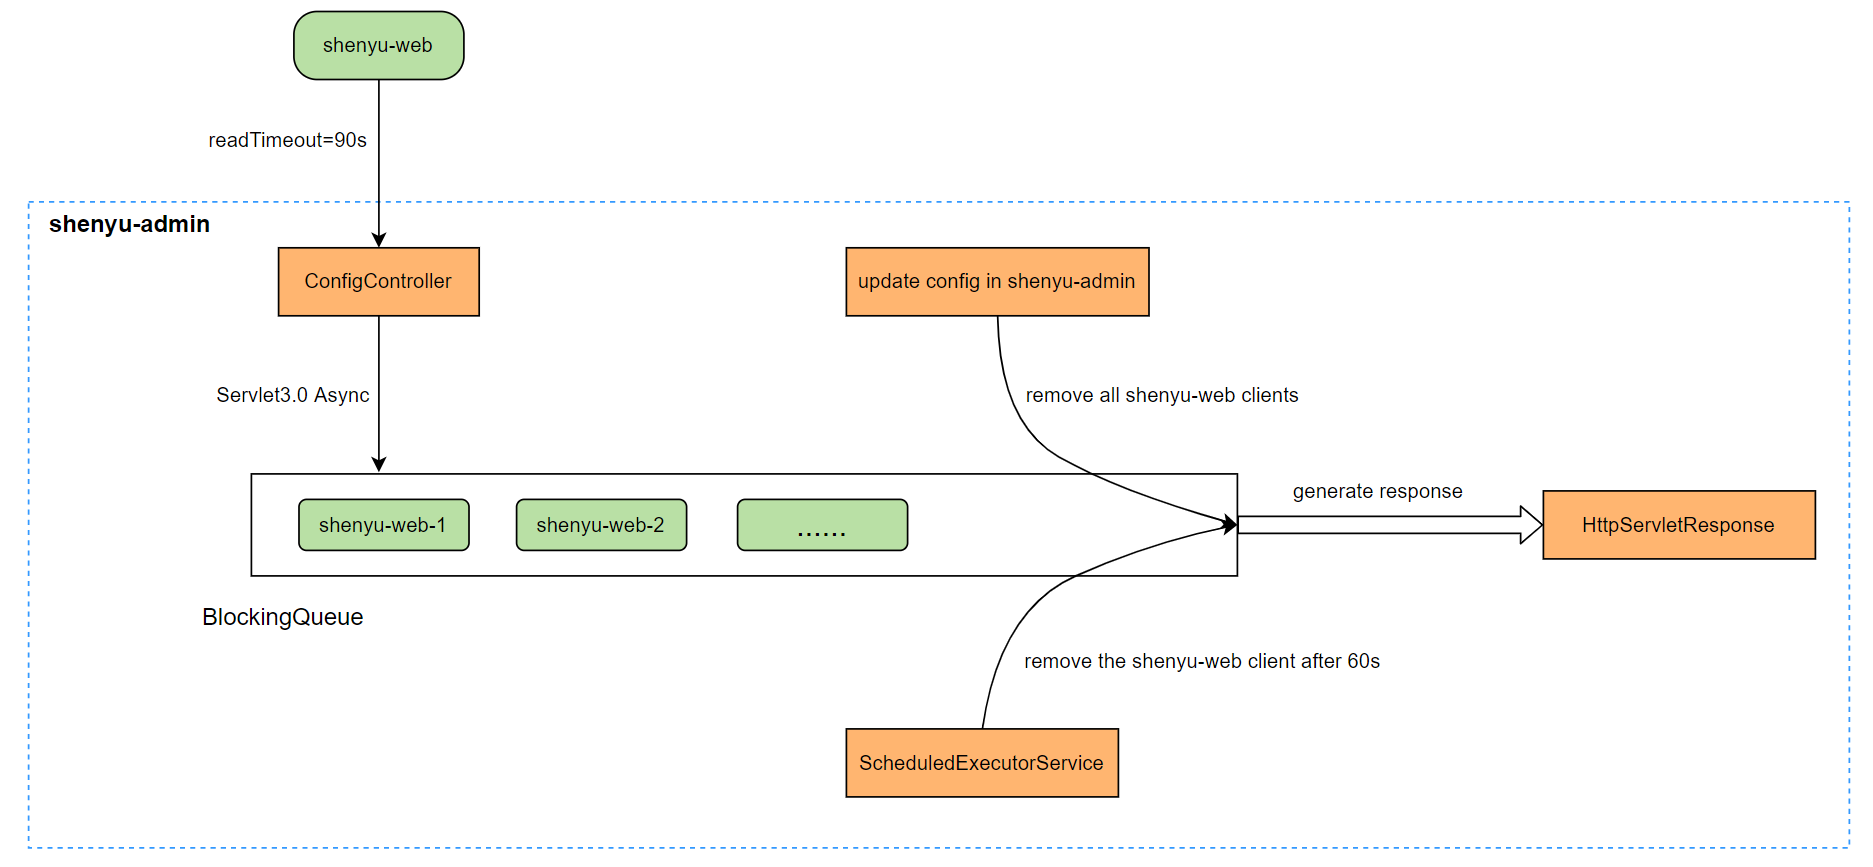 shenyu-web
readTimeout=90s
shenyu-admin
ConfigController
update config in shenyu-admin
Servlet3.0 Async
remove all shenyu-web clients
generate response
shenyu-web-1
shenyu-web-2
......
HttpServletResponse
BlockingQueue
remove the shenyu-web client after 60s
ScheduledExecutorService